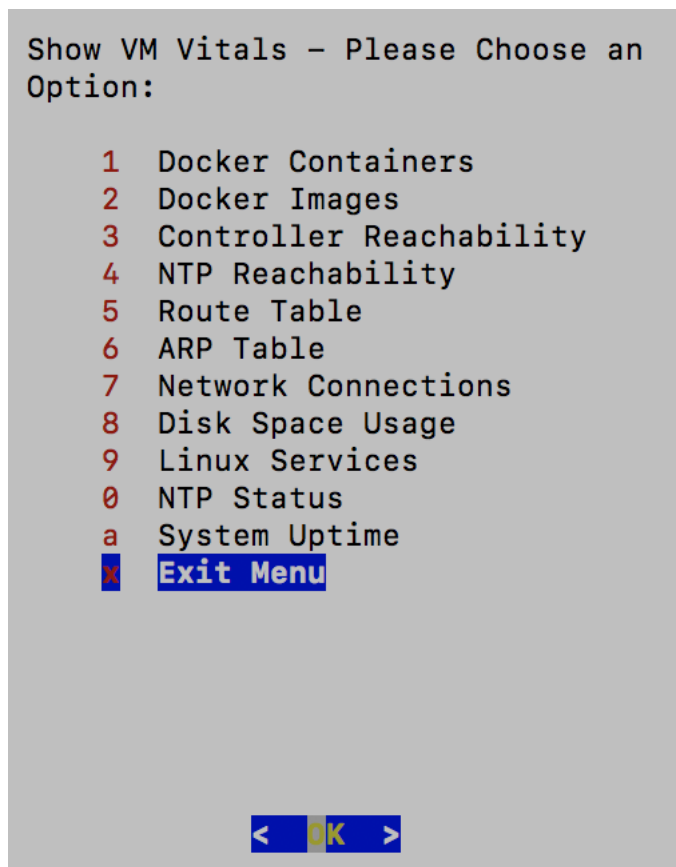 Show VM Vitals – Please Choose an
Option:
1 Docker Containers
2 Docker Images
3 Controller Reachability
4 NTP Reachability
5 Route Table
6 ARP Table
7 Network Connections
8 Disk Space Usage
9 Linux Services
0 NTP Status
a System Uptime
x Exit Menu
< OK >